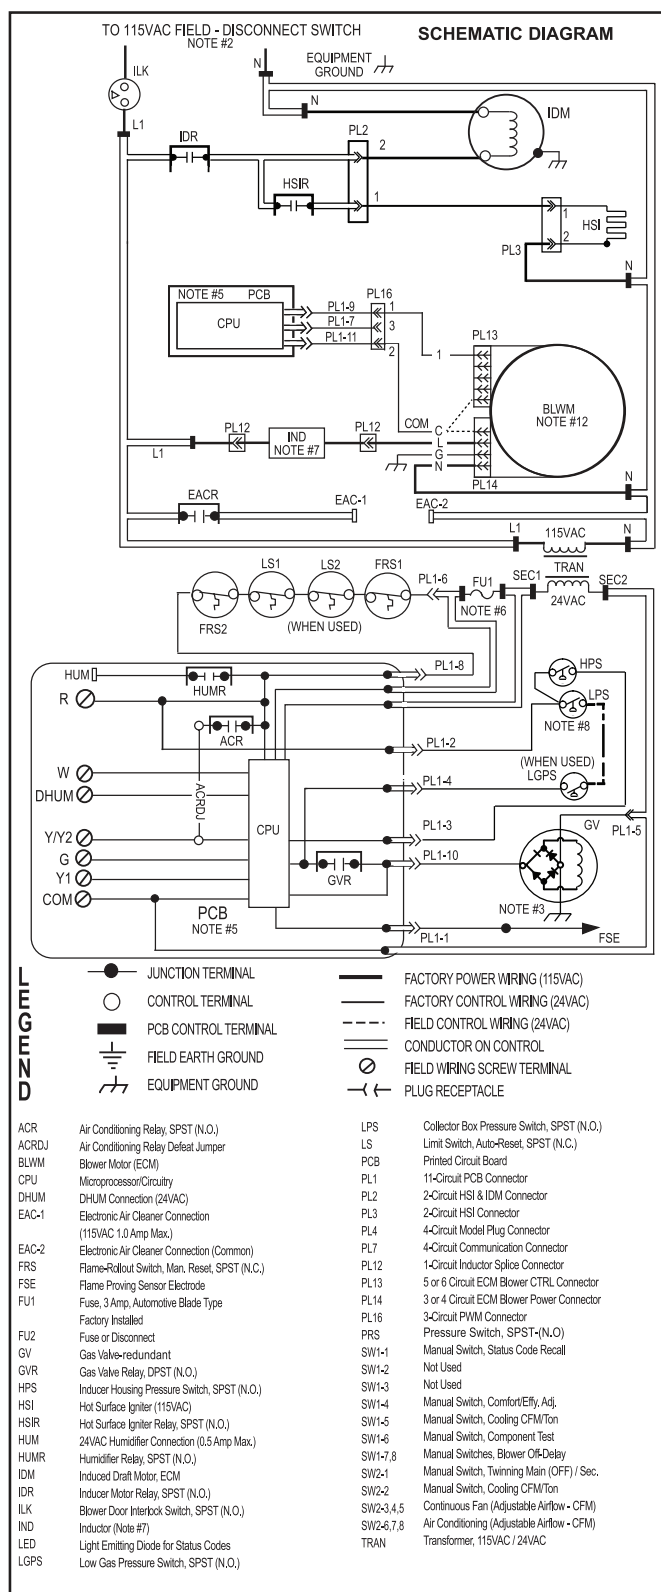 TO 115VAC FIELD - DISCONNECT SWITCH
NOTE #2
SCHEMATIC DIAGRAM
N
EQUIPMENT
GROUND
ILK
N
IDM
L1
IDR
PL2
2
HSIR
1
1
HSI
2
PL3
N
NOTE #5 PCB
CPU
PL16
PL1-9
1
PL1-7
3
PL1-11
2
PL13
1
BLWM
NOTE #12
COM
C
L
G
N
PL12
IND
NOTE #7
PL12
L1
PL14
N
EACR
EAC-1
EAC-2
L1
115VAC
N
TRAN
24VAC
SEC1
SEC2
LS1
LS2
FRS1
PL1-6
FU1
NOTE #6
FRS2
(WHEN USED)
HUM
HUMR
PL1-8
HPS
R
LPS
NOTE #8
ACR
PL1-2
(WHEN USED)
LGPS
W
PL1-4
DHUM
ACRDJ
CPU
Y/Y2
PL1-3
GV
PL1-5
G
PL1-10
Y1
GVR
COM
PCB
NOTE #5
NOTE #3
PL1-1
FSE
LEGEND
JUNCTION TERMINAL
CONTROL TERMINAL
PCB CONTROL TERMINAL
FIELD EARTH GROUND
EQUIPMENT GROUND
FACTORY POWER WIRING (115VAC)
FACTORY CONTROL WIRING (24VAC)
FIELD CONTROL WIRING (24VAC)
CONDUCTOR ON CONTROL
FIELD WIRING SCREW TERMINAL
PLUG RECEPTACLE
ACR Air Conditioning Relay, SPST (N.O.)
ACRDJ Air Conditioning Relay Defeat Jumper
BLWM Blower Motor (ECM)
CPU Microprocessor/Circuitry
DHUM DHUM Connection (24VAC)
EAC-1 Electronic Air Cleaner Connection
(115VAC 1.0 Amp Max.)
EAC-2 Electronic Air Cleaner Connection (Common)
FRS Flame-Rollout Switch, Man. Reset, SPST (N.C.)
FSE Flame Proving Sensor Electrode
FU1 Fuse, 3 Amp, Automotive Blade Type
Factory Installed
FU2 Fuse or Disconnect
GV Gas Valve-redundant
GVR Gas Valve Relay, DPST (N.O.)
HPS Inducer Housing Pressure Switch, SPST (N.O.)
HSI Hot Surface Igniter (115VAC)
HSIR Hot Surface Igniter Relay, SPST (N.O.)
HUM 24VAC Humidifier Connection (0.5 Amp Max.)
HUMR Humidifier Relay, SPST (N.O.)
IDM Induced Draft Motor, ECM
IDR Inducer Motor Relay, SPST (N.O.)
ILK Blower Door Interlock Switch, SPST (N.O.)
IND Inductor (Note #7)
LED Light Emitting Diode for Status Codes
LGPS Low Gas Pressure Switch, SPST (N.O.)
LPS Collector Box Pressure Switch, SPST (N.O.)
LS Limit Switch, Auto-Reset, SPST (N.C.)
PCB Printed Circuit Board
PL1 11-Circuit PCB Connector
PL2 2-Circuit HSI & IDM Connector
PL3 2-Circuit HSI Connector
PL4 4-Circuit Model Plug Connector
PL7 4-Circuit Communication Connector
PL12 1-Circuit Inductor Splice Connector
PL13 5 or 6 Circuit ECM Blower CTRL Connector
PL14 3 or 4 Circuit ECM Blower Power Connector
PL16 3-Circuit PWM Connector
PRS Pressure Switch, SPST-(N.O)
SW1-1 Manual Switch, Status Code Recall
SW1-2 Not Used
SW1-3 Not Used
SW1-4 Manual Switch, Comfort/Effy. Adj.
SW1-5 Manual Switch, Cooling CFM/Ton
SW1-6 Manual Switch, Component Test
SW1-7,8 Manual Switches, Blower Off-Delay
SW2-1 Manual Switch, Twinning Main (OFF) / Sec.
SW2-2 Manual Switch, Cooling CFM/Ton
SW2-3,4,5 Continuous Fan (Adjustable Airflow - CFM)
SW2-6,7,8 Air Conditioning (Adjustable Airflow - CFM)
TRAN Transformer, 115VAC / 24VAC